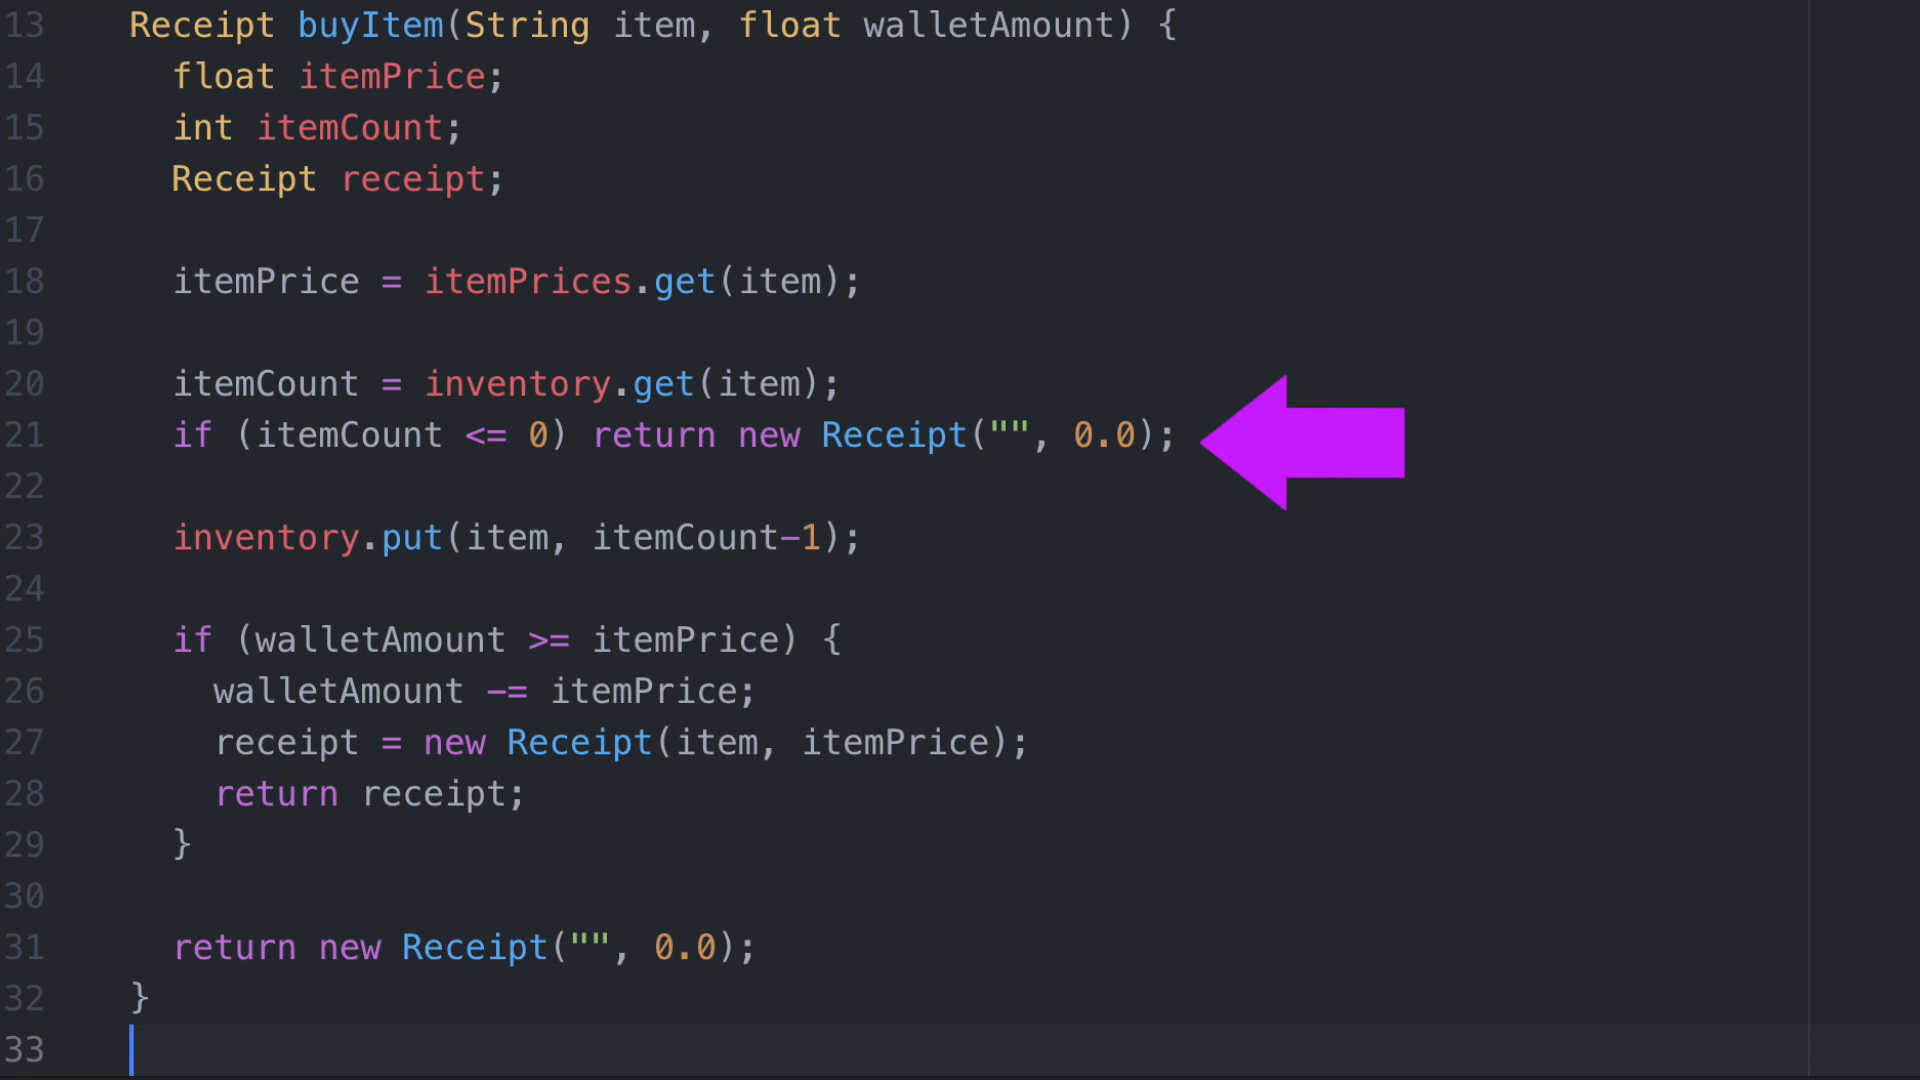 13 Receipt buyItem(String item, float walletAmount) {
14 float itemPrice;
15 int itemCount;
16 Receipt receipt;
17
18 itemPrice = itemPrices.get(item);
19
20 itemCount = inventory.get(item);
21 if (itemCount <= 0) return new Receipt("", 0.0);
22
23 inventory.put(item, itemCount-1);
24
25 if (walletAmount >= itemPrice) {
26 walletAmount -= itemPrice;
27 receipt = new Receipt(item, itemPrice);
28 return receipt;
29 }
30
31 return new Receipt("", 0.0);
32 }
33